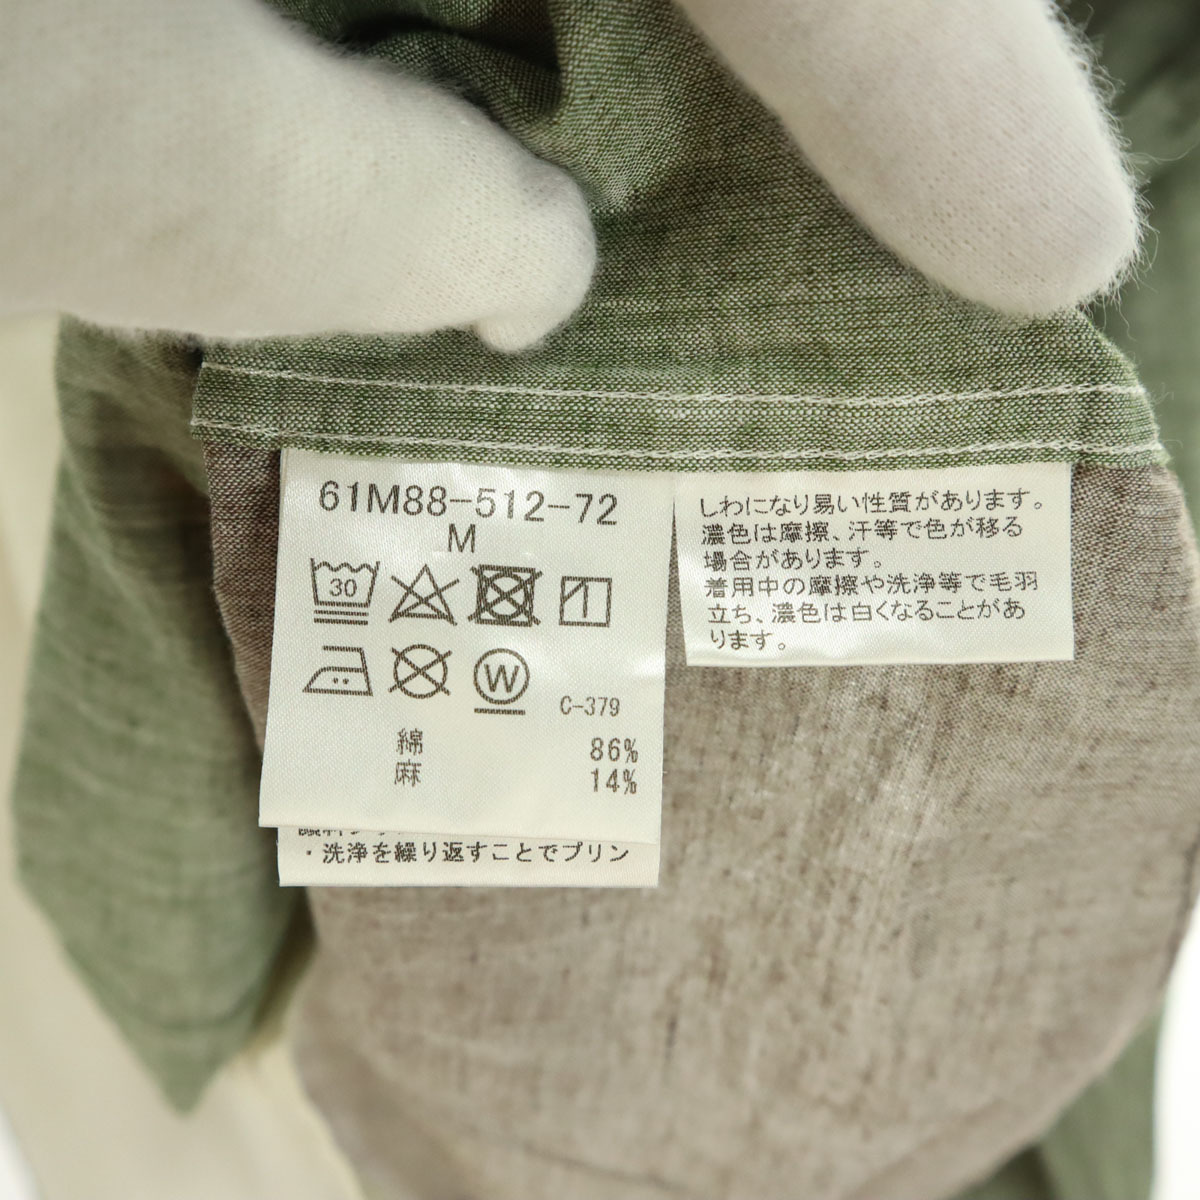 61M88-512-72
M
30
W
C-379
綿 86%
麻 14%
・洗浄を繰り返すことでプリン
しわになり易い性質があります。
濃色は摩擦、汗等で色が移る
場合があります。
着用中の摩擦や洗浄等で毛羽
立ち、濃色は白くなることがあ
ります。